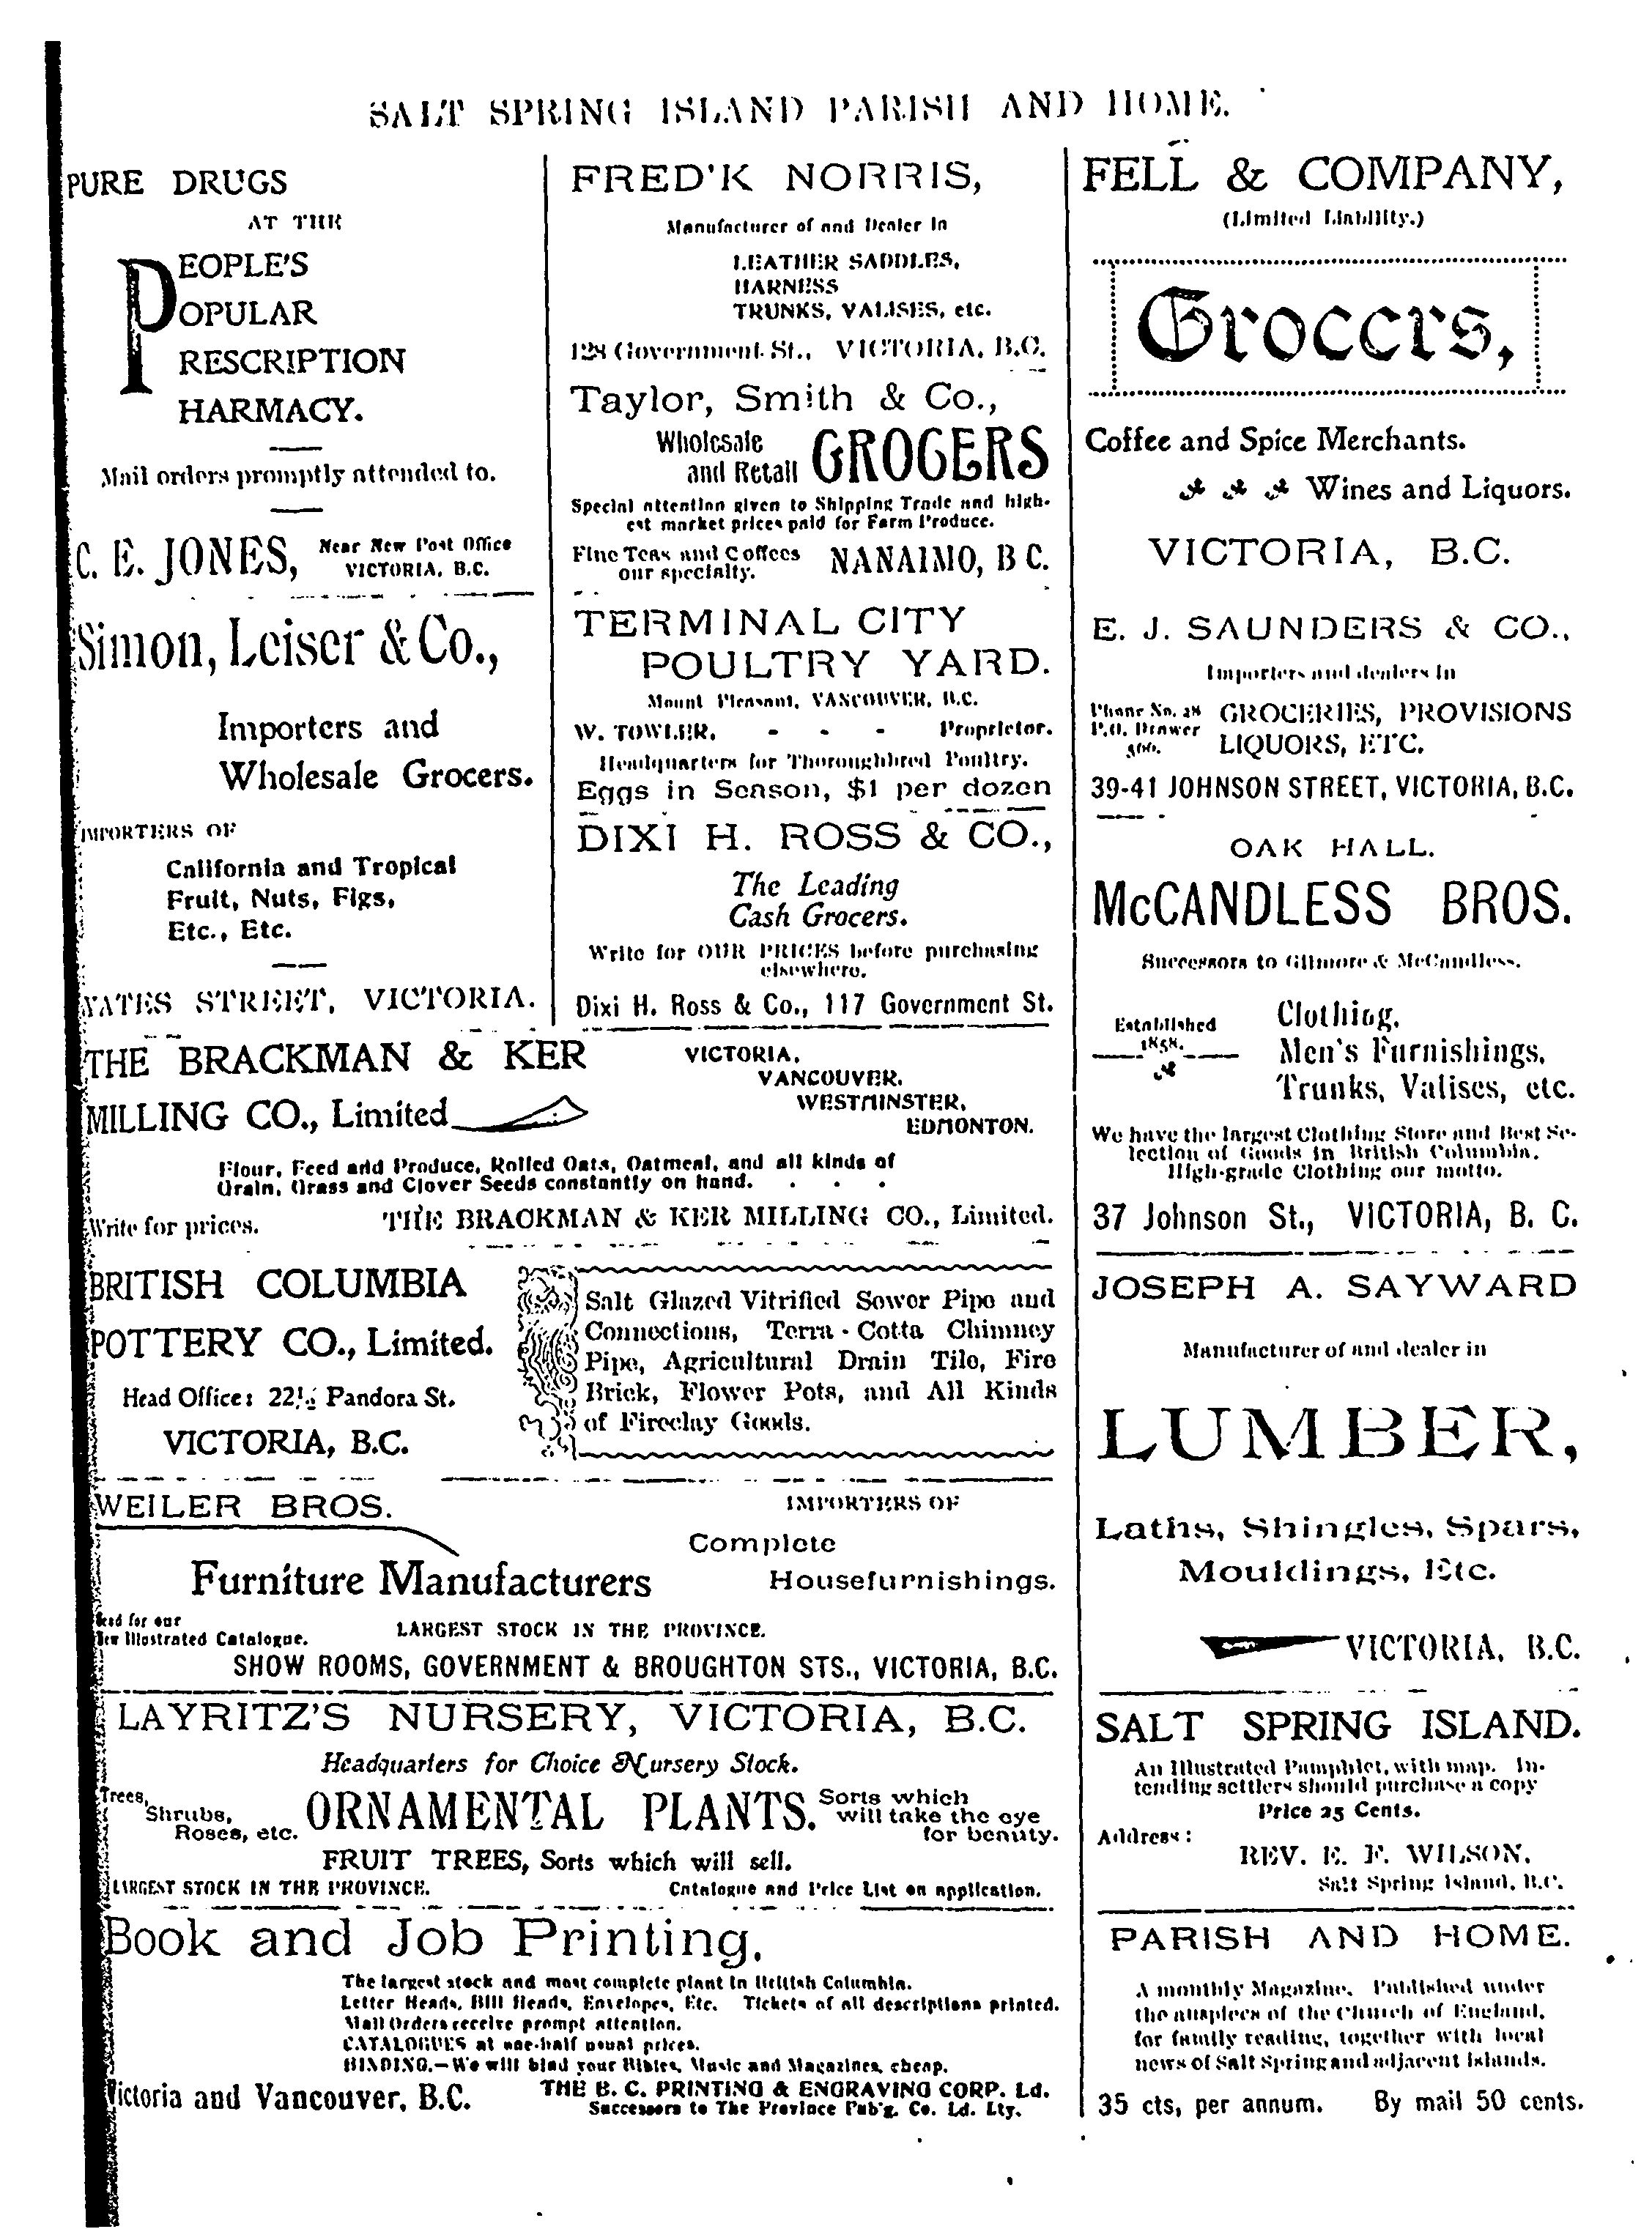 SALT SPRING ISLAND PARISH AND HOME.
PURE DRUGS
AT THE
PEOPLE'S
POPULAR
PRESCRIPTION
PHARMACY.
Mail orders promptly attended to.
C. E. JONES, Near New Post Office
VICTORIA, B.C.
Simon, Leiser & Co.,
Importers and
Wholesale Grocers.
IMPORTERS OF
California and Tropical
Fruit, Nuts, Figs,
Etc., Etc.
YATES STREET, VICTORIA.
FRED'K NORRIS,
Manufacturer of and Dealer in
LEATHER SADDLES,
HARNESS
TRUNKS, VALISES, etc.
128 Government St., VICTORIA, B.C.
Taylor, Smith & Co.,
Wholesale
and Retail GROCERS
Special attention given to Shipping Trade and high-
est market prices paid for Farm Produce.
Fine Teas and Coffees
our specialty. NANAIMO, B C.
TERMINAL CITY
POULTRY YARD.
Mount Pleasant, VANCOUVER, B.C.
W. TOWLER, - - - Proprietor.
Headquarters for Thoroughbred Poultry.
Eggs in Season, $1 per dozen
DIXI H. ROSS & CO.,
The Leading
Cash Grocers.
Write for OUR PRICES before purchasing
elsewhere.
Dixi H. Ross & Co., 117 Government St.
THE BRACKMAN & KER
MILLING CO., Limited
VICTORIA,
VANCOUVER,
WESTMINSTER,
EDMONTON.
Flour, Feed and Produce, Rolled Oats, Oatmeal, and all kinds of
Grain, Grass and Clover Seeds constantly on hand. . . .
Write for prices. THE BRACKMAN & KER MILLING CO., Limited.
BRITISH COLUMBIA
POTTERY CO., Limited.
Head Office: 22½ Pandora St.
VICTORIA, B.C.
Salt Glazed Vitrified Sewer Pipe and
Connections, Terra-Cotta Chimney
Pipe, Agricultural Drain Tile, Fire
Brick, Flower Pots, and All Kinds
of Fireclay Goods.
WEILER BROS.
IMPORTERS OF
Complete
Furniture Manufacturers Housefurnishings.
Send for our
New Illustrated Catalogue. LARGEST STOCK IN THE PROVINCE.
SHOW ROOMS, GOVERNMENT & BROUGHTON STS., VICTORIA, B.C.
LAYRITZ'S NURSERY, VICTORIA, B.C.
Headquarters for Choice Nursery Stock.
Trees,
Shrubs,
Roses, etc. ORNAMENTAL PLANTS. Sorts which
will take the eye
for beauty.
FRUIT TREES, Sorts which will sell.
LARGEST STOCK IN THE PROVINCE. Catalogue and Price List on application.
Book and Job Printing.
The largest stock and most complete plant in British Columbia.
Letter Heads, Bill Heads, Envelopes, Etc. Tickets of all descriptions printed.
Mail Orders receive prompt attention.
CATALOGUES at one-half usual prices.
BINDING.—We will bind your Bibles, Music and Magazines, cheap.
Victoria and Vancouver, B.C. THE B. C. PRINTING & ENGRAVING CORP. Ld.
Successors to The Province Pub'g. Co. Ld. Lty.
FELL & COMPANY,
(Limited Liability.)
Grocers,
Coffee and Spice Merchants.
Wines and Liquors.
VICTORIA, B.C.
E. J. SAUNDERS & CO.,
Importers and dealers in
Phone No. 28
P.O. Drawer
GROCERIES, PROVISIONS
LIQUORS, ETC.
39-41 JOHNSON STREET, VICTORIA, B.C.
OAK HALL.
McCANDLESS BROS.
Successors to Gilmore & McCandless.
Established
1858.
Clothing,
Men's Furnishings,
Trunks, Valises, etc.
We have the largest Clothing Store and Best Se-
lection of Goods in British Columbia.
High-grade Clothing our motto.
37 Johnson St., VICTORIA, B. C.
JOSEPH A. SAYWARD
Manufacturer of and dealer in
LUMBER,
Laths, Shingles, Spars,
Mouldings, Etc.
VICTORIA, B.C.
SALT SPRING ISLAND.
An Illustrated Pamphlet, with map. In-
tending settlers should purchase a copy
Price 25 Cents.
Address:
REV. E. F. WILSON,
Salt Spring Island, B.C.
PARISH AND HOME.
A monthly Magazine. Published under
the auspices of the Church of England,
for family reading, together with local
news of Salt Spring and adjacent islands.
35 cts, per annum. By mail 50 cents.